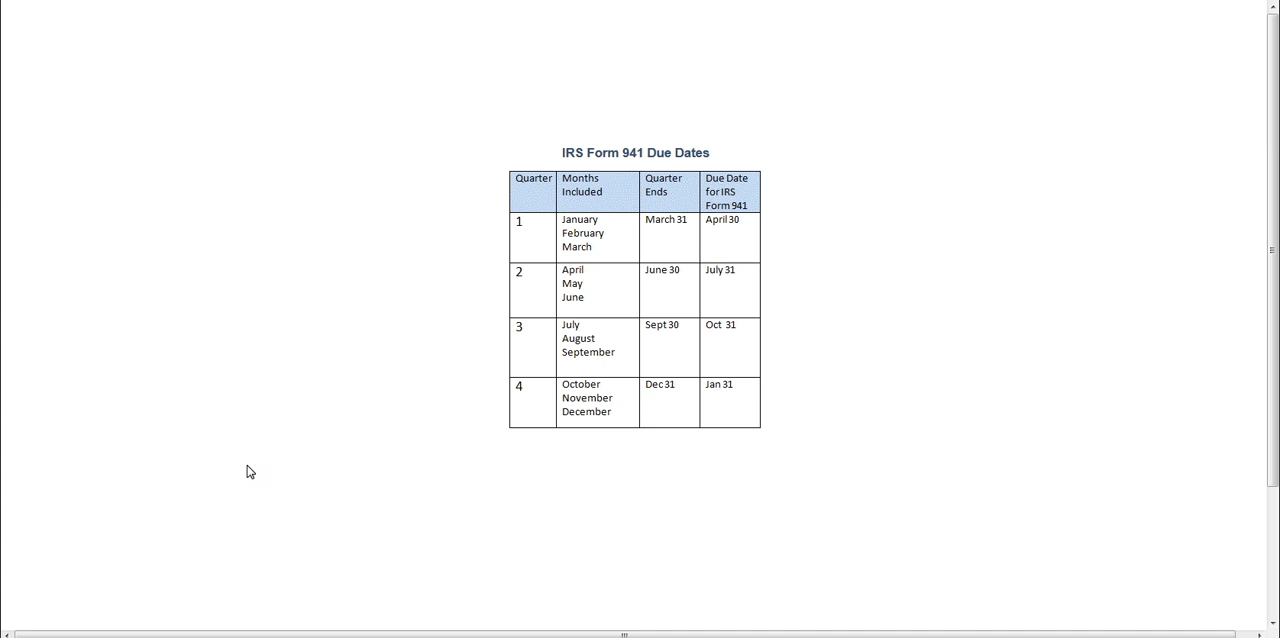 IRS Form 941 Due Dates
Quarter
Months
Included
Quarter
Ends
Due Date
for IRS
Form 941
1
January
February
March
March 31
April 30
2
April
May
June
June 30
July 31
3
July
August
September
Sept 30
Oct 31
4
October
November
December
Dec 31
Jan 31